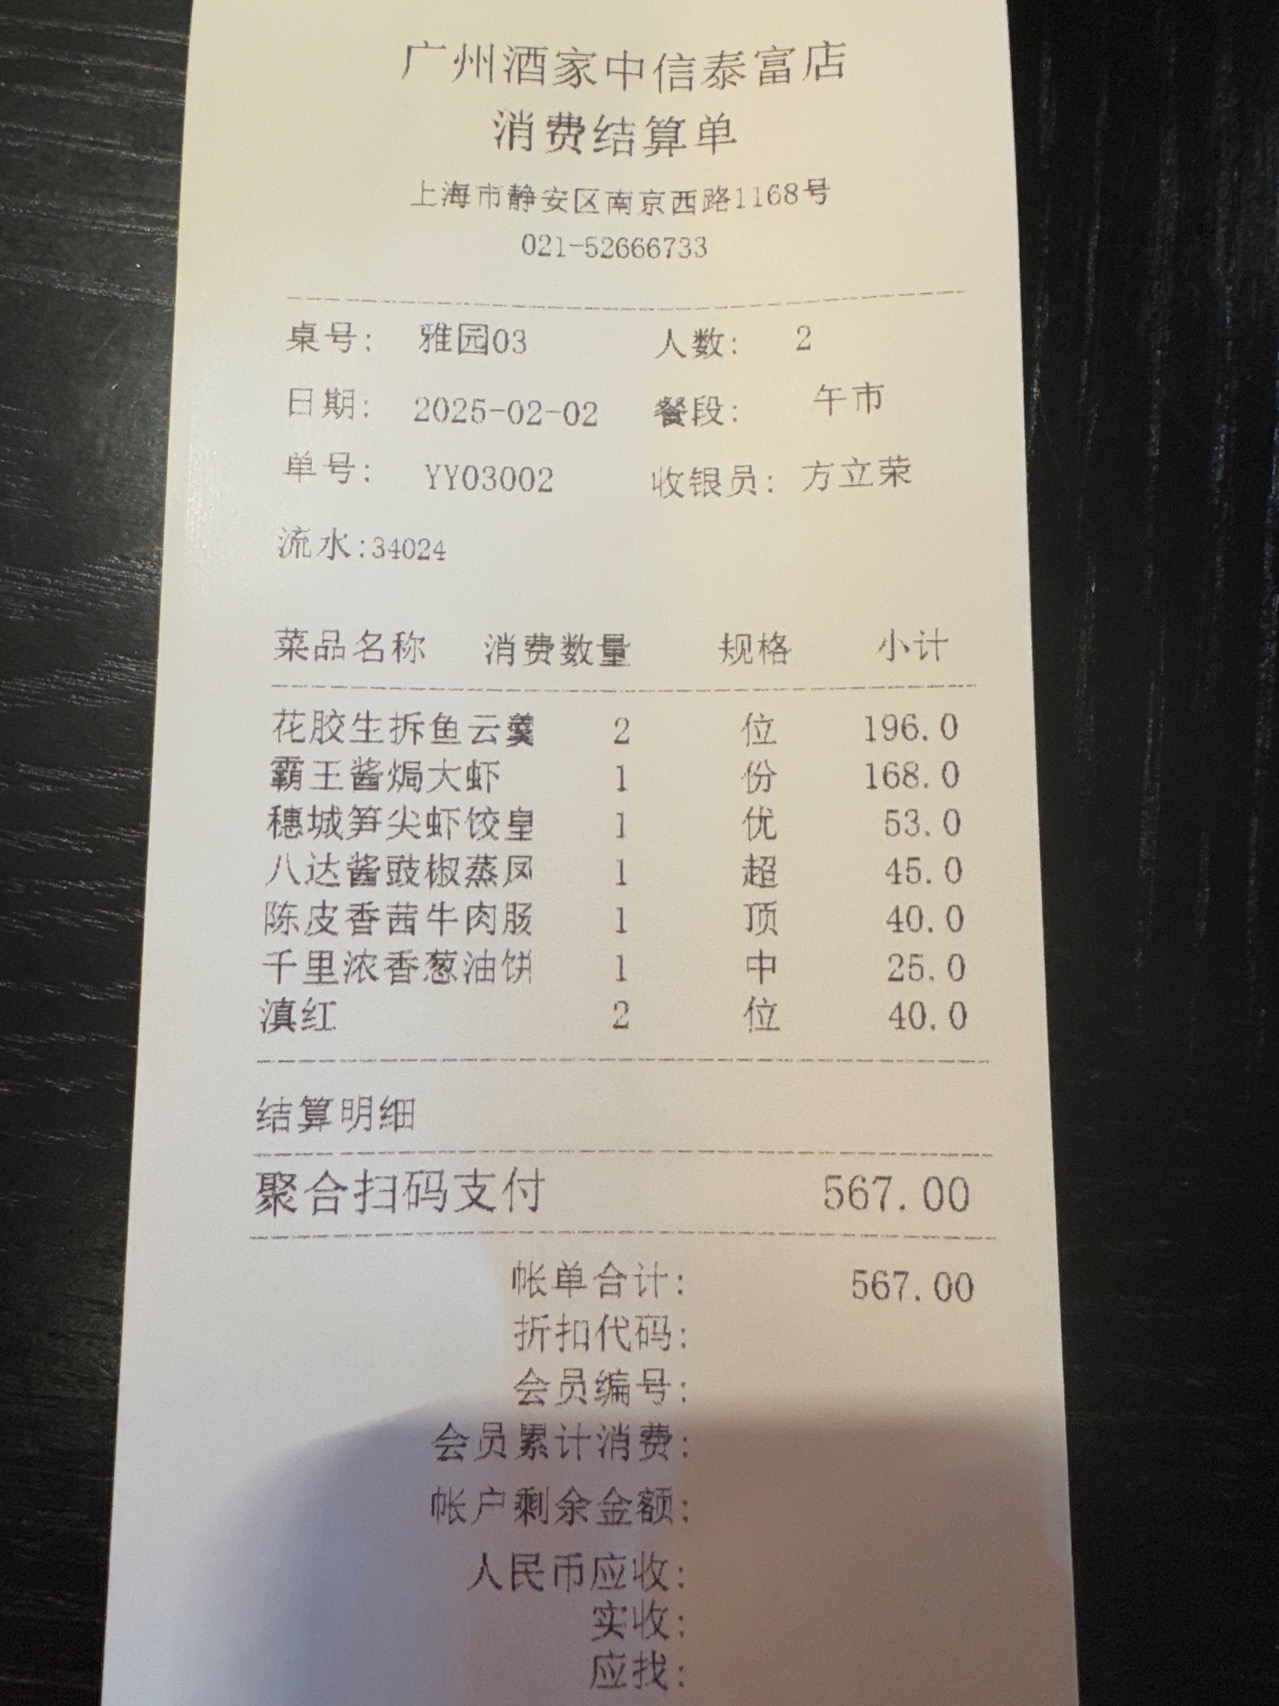 广州酒家中信泰富店
消费结算单
上海市静安区南京西路1168号
021-52666733
桌号: 雅园03 人数: 2
日期: 2025-02-02 餐段: 午市
单号: YY03002 收银员: 方立荣
流水:34024
菜品名称 消费数量 规格 小计
花胶生拆鱼云羹 2 位 196.0
霸王酱焗大虾 1 份 168.0
穗城笋尖虾饺皇 1 优 53.0
八达酱豉椒蒸凤 1 超 45.0
陈皮香茜牛肉肠 1 顶 40.0
千里浓香葱油饼 1 中 25.0
滇红 2 位 40.0
结算明细
聚合扫码支付 567.00
帐单合计: 567.00
折扣代码:
会员编号:
会员累计消费:
帐户剩余金额:
人民币应收:
实收:
应找: